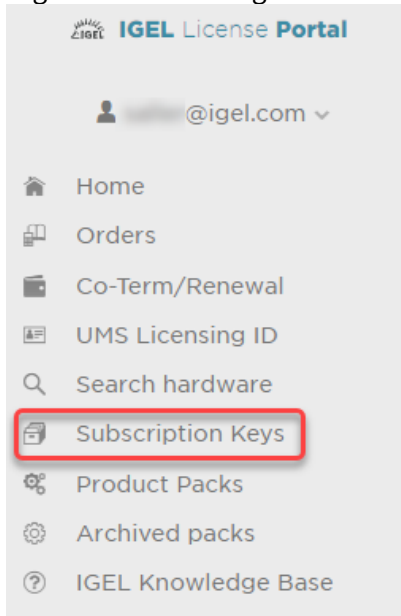 IGEL
IGEL License Portal
@igel.com
Home
Orders
Co-Term/Renewal
UMS Licensing ID
Search hardware
Subscription Keys
Product Packs
Archived packs
IGEL Knowledge Base